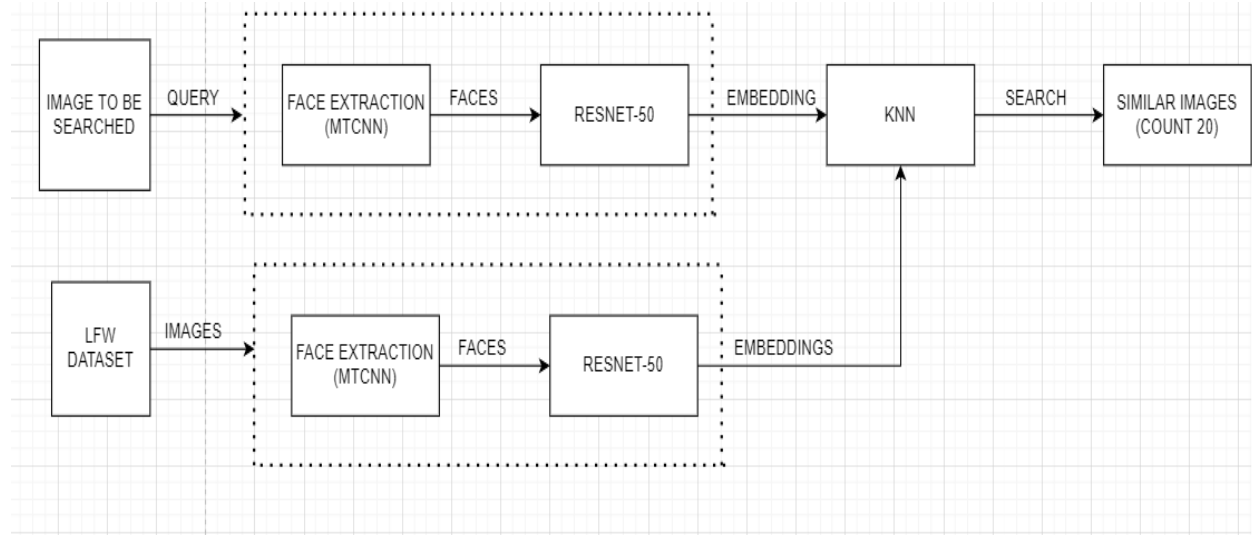 IMAGE TO BE
SEARCHED
QUERY
FACE EXTRACTION
(MTCNN)
FACES
RESNET-50
EMBEDDING
KNN
SEARCH
SIMILAR IMAGES
(COUNT 20)
LFW
DATASET
IMAGES
FACE EXTRACTION
(MTCNN)
FACES
RESNET-50
EMBEDDINGS